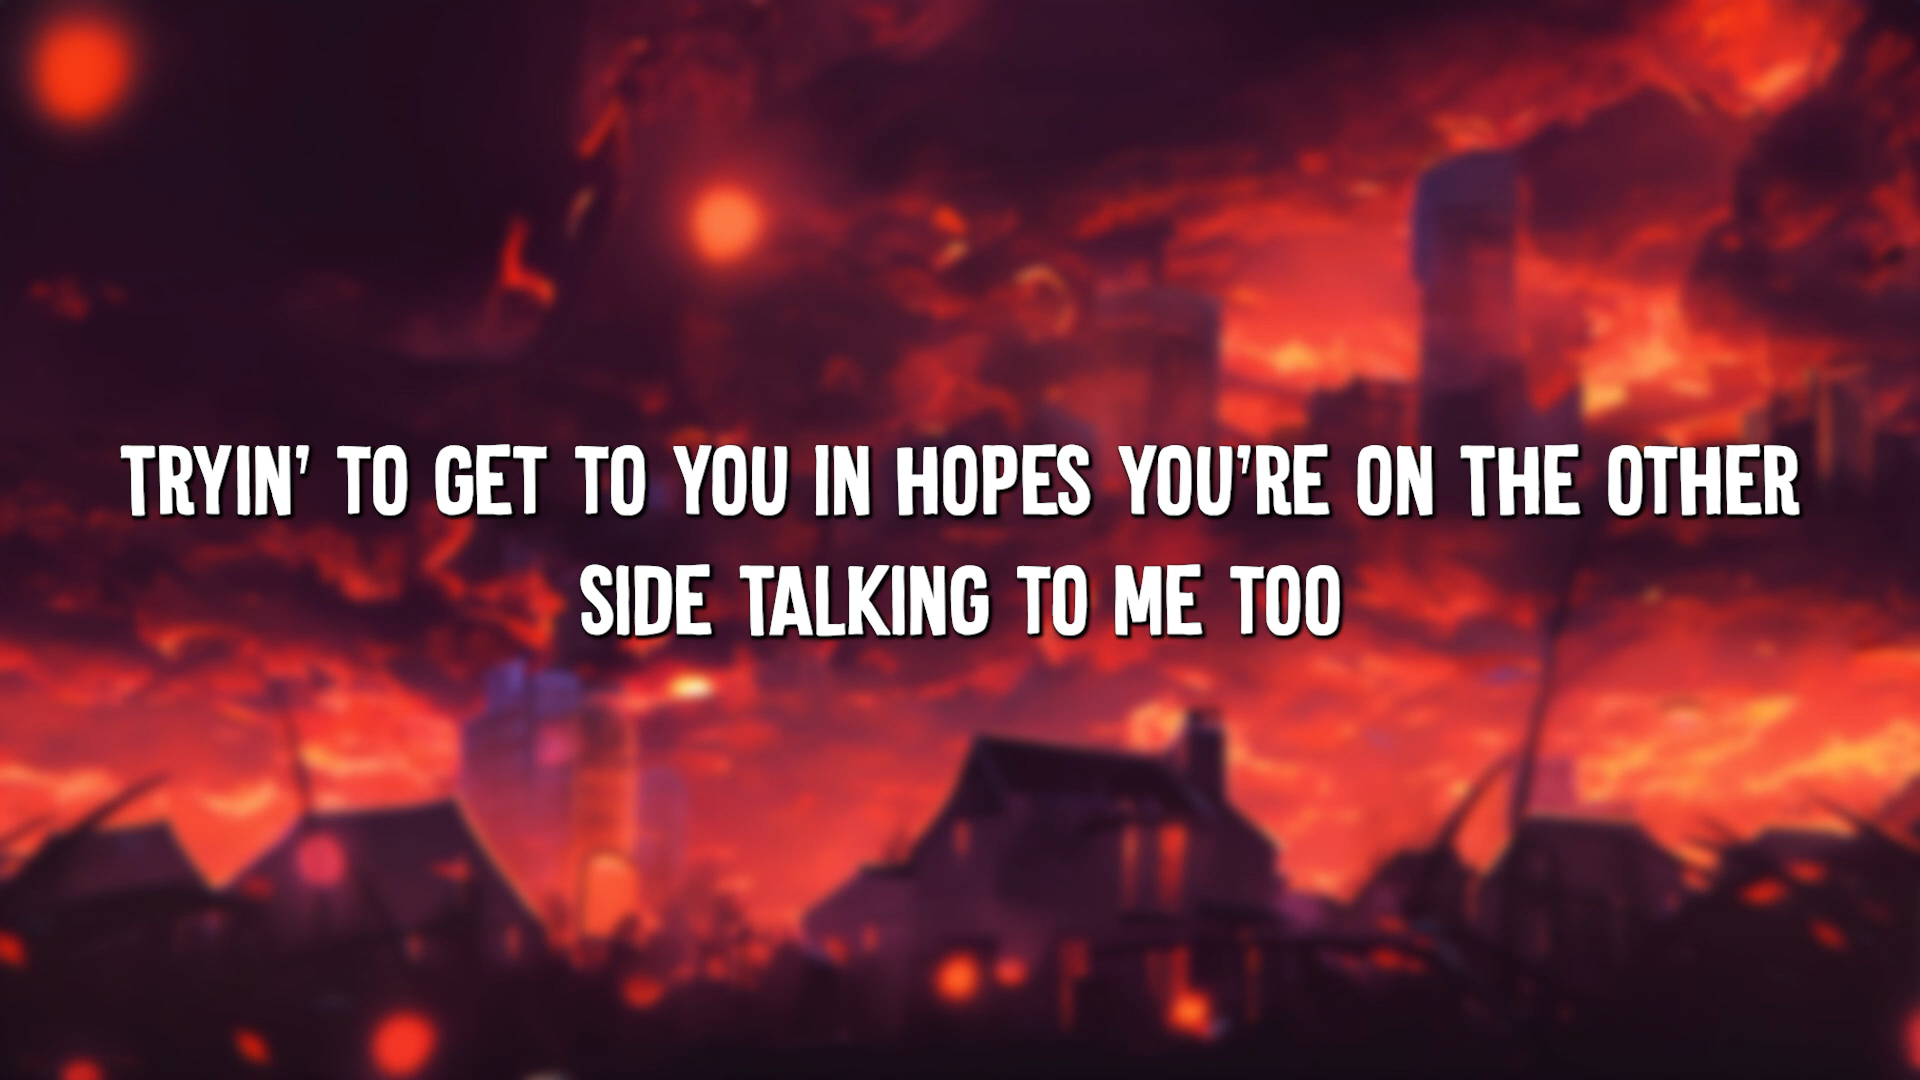 TRYIN' TO GET TO YOU IN HOPES YOU'RE ON THE OTHER
SIDE TALKING TO ME TOO